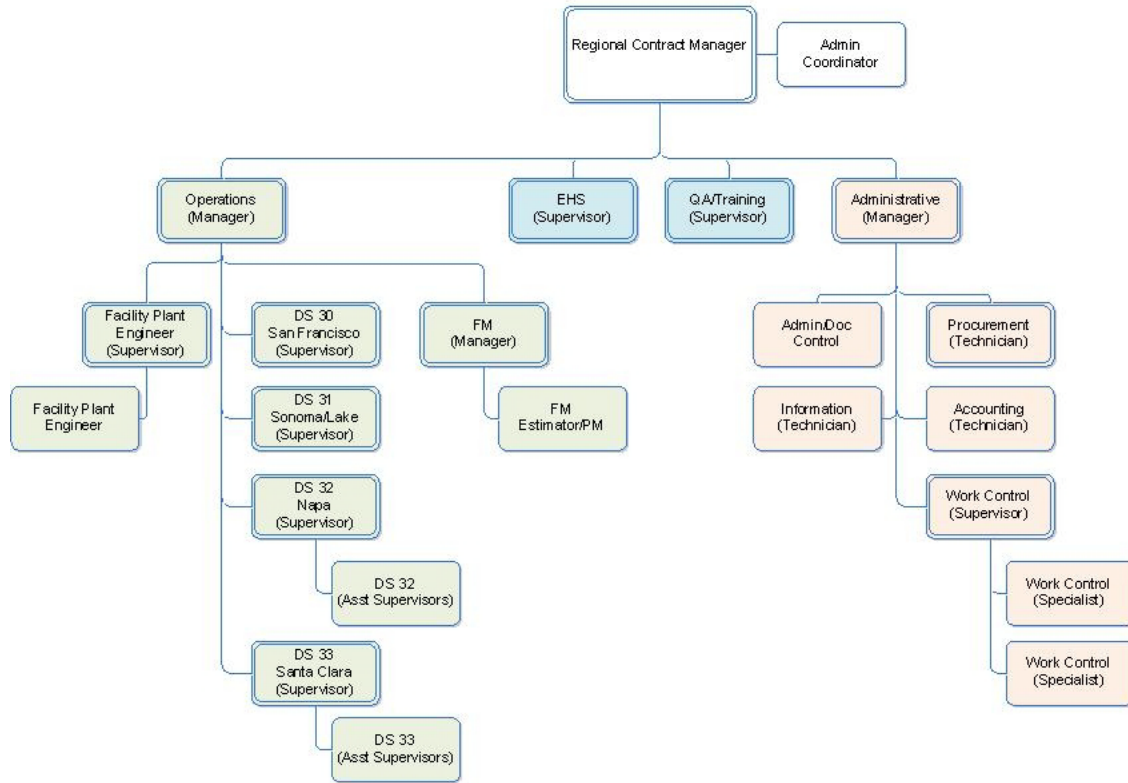 Regional Contract Manager
Admin
Coordinator
Operations
(Manager)
EHS
(Supervisor)
QA/Training
(Supervisor)
Administrative
(Manager)
Facility Plant
Engineer
(Supervisor)
DS 30
San Francisco
(Supervisor)
FM
(Manager)
Admin/Doc
Control
Procurement
(Technician)
Facility Plant
Engineer
DS 31
Sonoma/Lake
(Supervisor)
FM
Estimator/PM
Information
(Technician)
Accounting
(Technician)
DS 32
Napa
(Supervisor)
Work Control
(Supervisor)
DS 32
(Asst Supervisors)
Work Control
(Specialist)
DS 33
Santa Clara
(Supervisor)
Work Control
(Specialist)
DS 33
(Asst Supervisors)